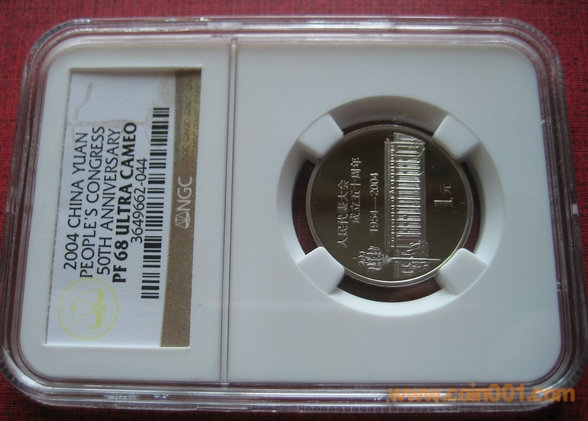 2004 CHINA YUAN
PEOPLE'S CONGRESS
50TH ANNIVERSARY
PF 68 ULTRA CAMEO
3649662-044
NGC
人民代表大会
成立五十周年
1954—2004
1元
www.coin001.com